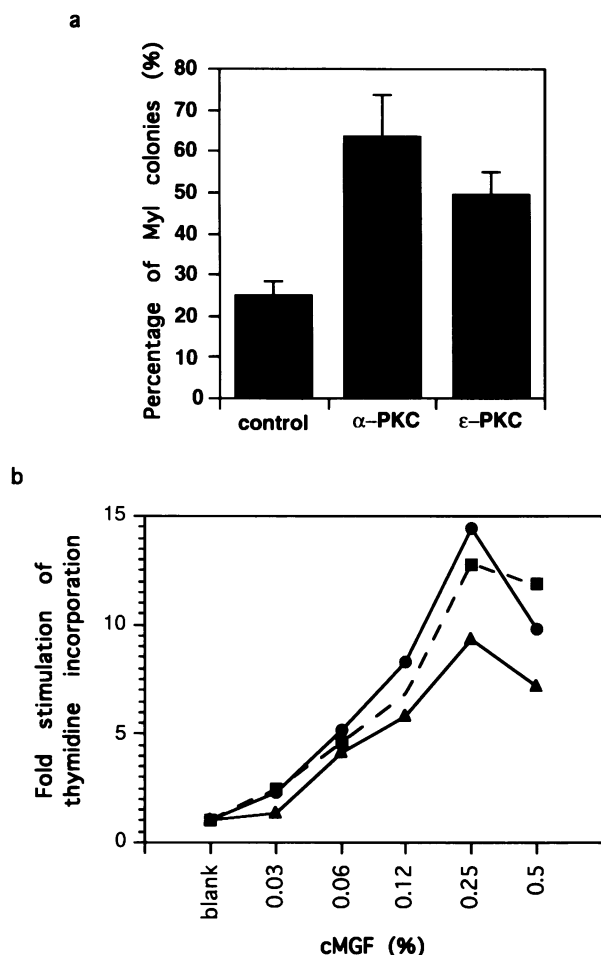 a
Percentage of Myl colonies (%)
80
70
60
50
40
30
20
10
0
control α–PKC ε–PKC
b
Fold stimulation of
thymidine incorporation
15
10
5
0
blank 0.03 0.06 0.12 0.25 0.5
cMGF (%)